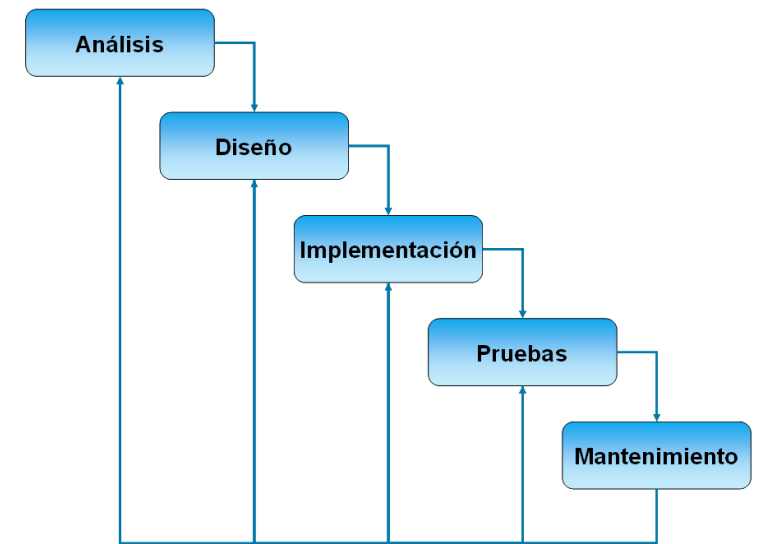 Análisis
Diseño
Implementación
Pruebas
Mantenimiento